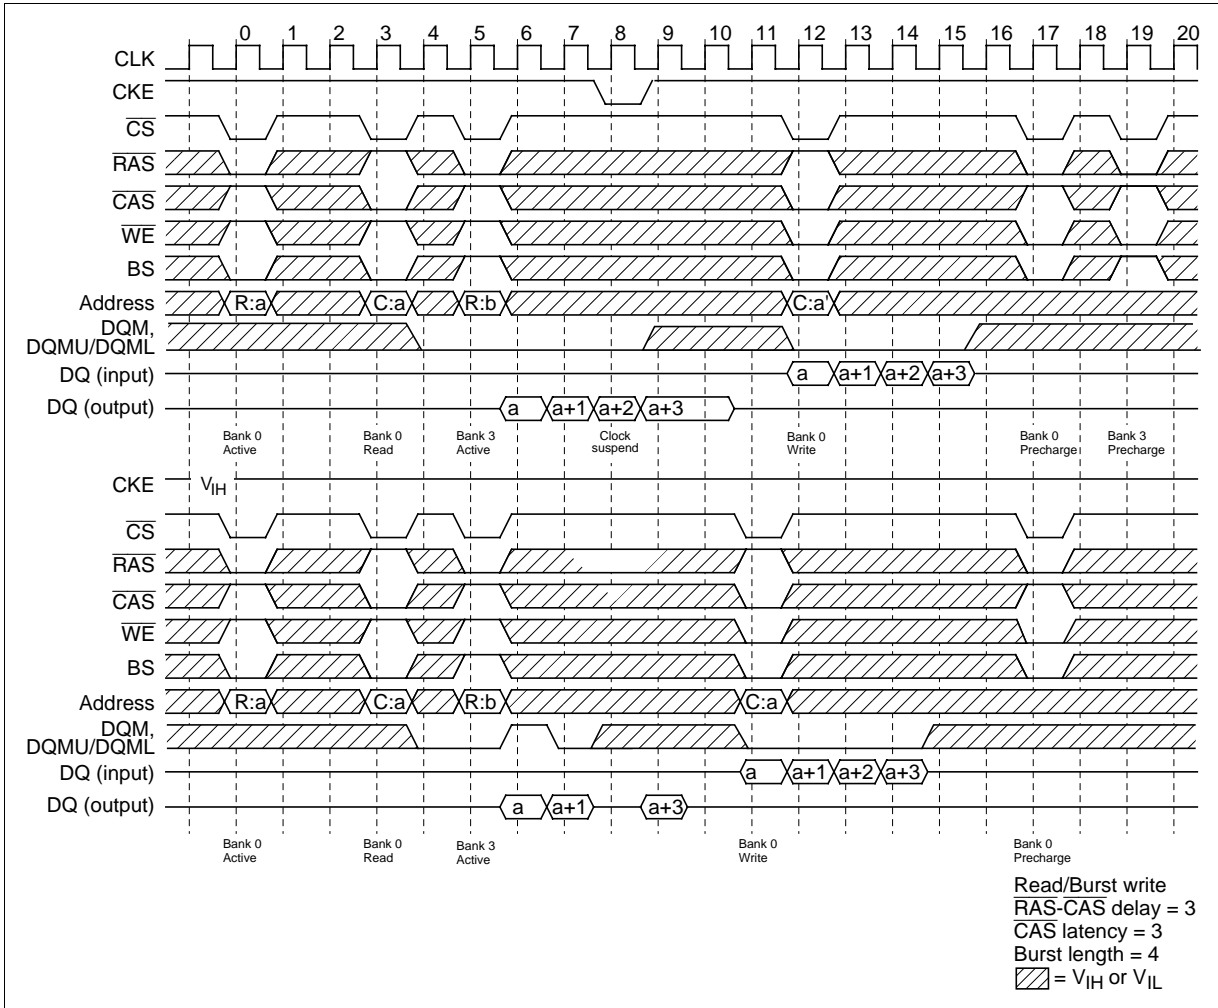 0 1 2 3 4 5 6 7 8 9 10 11 12 13 14 15 16 17 18 19 20
CLK
CKE
CS
RAS
CAS
WE
BS
Address R:a C:a R:b C:a'
DQM,
DQMU/DQML
DQ (input) a a+1 a+2 a+3
DQ (output) a a+1 a+2 a+3
Bank 0 Bank 0 Bank 3 Clock Bank 0 Bank 0 Bank 3
Active Read Active suspend Write Precharge Precharge
CKE VIH
CS
RAS
CAS
WE
BS
Address R:a C:a R:b C:a
DQM,
DQMU/DQML
DQ (input) a a+1 a+2 a+3
DQ (output) a a+1 a+3
Bank 0 Bank 0 Bank 3 Bank 0 Bank 0
Active Read Active Write Precharge
Read/Burst write
RAS-CAS delay = 3
CAS latency = 3
Burst length = 4
= VIH or VIL